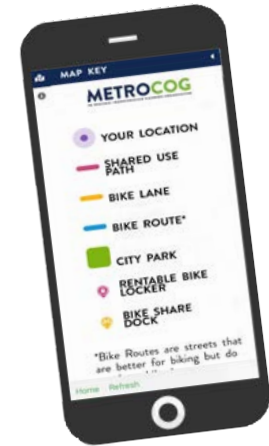 MAP KEY
METROCOG
YOUR LOCATION
SHARED USE
PATH
BIKE LANE
BIKE ROUTE*
CITY PARK
RENTABLE BIKE
LOCKER
BIKE SHARE
DOCK
*Bike Routes are streets that
are better for biking but do
Home Refresh